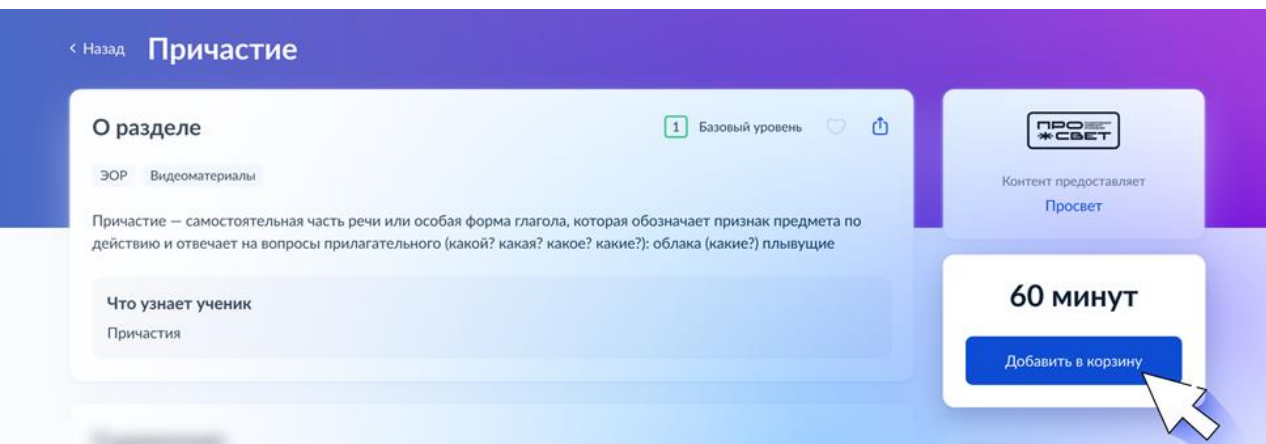 Назад Причастие
О разделе
1 Базовый уровень
ЭОР Видеоматериалы
Причастие — самостоятельная часть речи или особая форма глагола, которая обозначает признак предмета по
действию и отвечает на вопросы прилагательного (какой? какая? какое? какие?): облака (какие?) плывущие
Что узнает ученик
Причастия
ПРО
СВЕТ
Контент предоставляет
Просвет
60 минут
Добавить в корзину